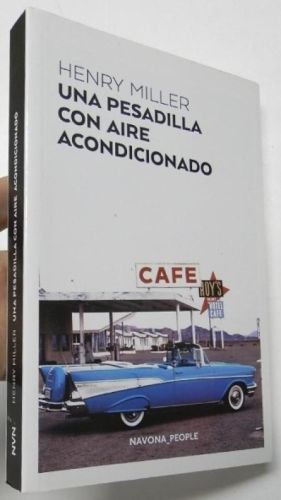 HENRY MILLER
UNA PESADILLA
CON AIRE
ACONDICIONADO
CAFE
ROY'S
MOTEL
CAFE
NAVONA_PEOPLE
NVN HENRY MILLER UNA PESADILLA CON AIRE ACONDICIONADO